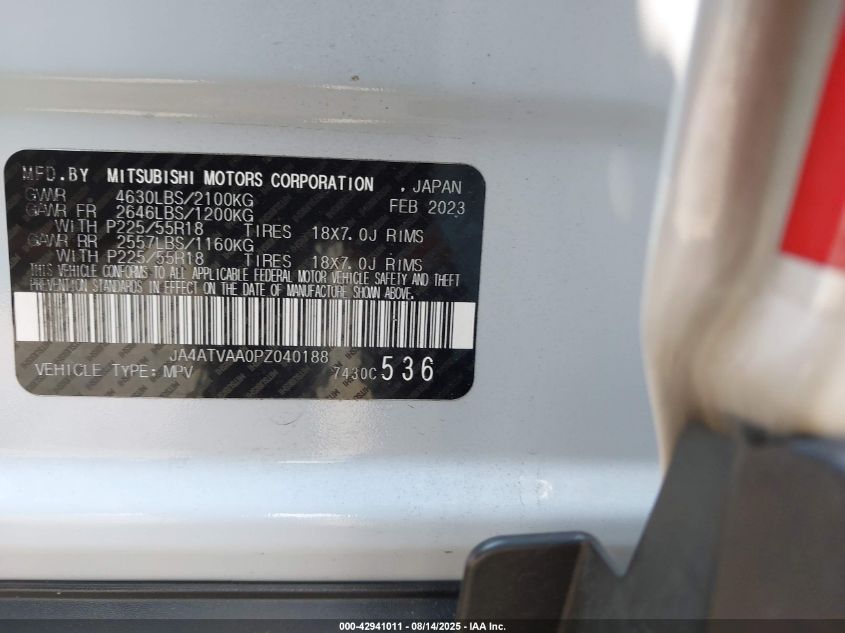 MFD.BY MITSUBISHI MOTORS CORPORATION , JAPAN
GVWR 4630LBS/2100KG FEB 2023
GAWR FR 2646LBS/1200KG
WITH P225/55R18 TIRES 18X7.0J RIMS
GAWR RR 2557LBS/1160KG
WITH P225/55R18 TIRES 18X7.0J RIMS
THIS VEHICLE CONFORMS TO ALL APPLICABLE FEDERAL MOTOR VEHICLE SAFETY AND THEFT
PREVENTION STANDARDS IN EFFECT ON THE DATE OF MANUFACTURE SHOWN ABOVE.
JA4ATVAA0PZ040188
VEHICLE TYPE: MPV 7430C 536
000-42941011 - 08/14/2025 - IAA Inc.